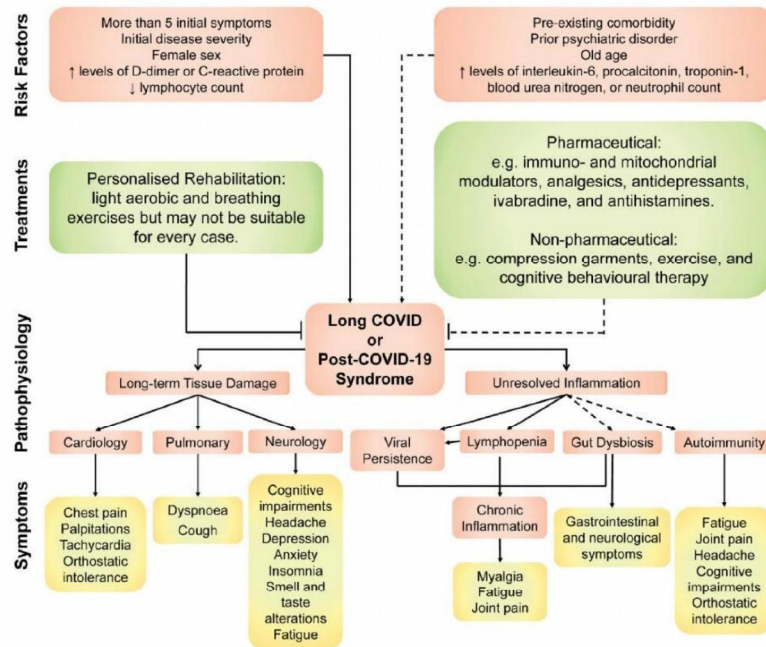 Risk Factors
More than 5 initial symptoms
Initial disease severity
Female sex
↑ levels of D-dimer or C-reactive protein
↓ lymphocyte count
Pre-existing comorbidity
Prior psychiatric disorder
Old age
↑ levels of interleukin-6, procalcitonin, troponin-1,
blood urea nitrogen, or neutrophil count
Treatments
Personalised Rehabilitation:
light aerobic and breathing
exercises but may not be suitable
for every case.
Pharmaceutical:
e.g. immuno- and mitochondrial
modulators, analgesics, antidepressants,
ivabradine, and antihistamines.
Non-pharmaceutical:
e.g. compression garments, exercise, and
cognitive behavioural therapy
Pathophysiology
Long COVID
or
Post-COVID-19
Syndrome
Long-term Tissue Damage
Unresolved Inflammation
Cardiology
Pulmonary
Neurology
Viral
Persistence
Lymphopenia
Gut Dysbiosis
Autoimmunity
Symptoms
Chest pain
Palpitations
Tachycardia
Orthostatic
intolerance
Dyspnoea
Cough
Cognitive
impairments
Headache
Depression
Anxiety
Insomnia
Smell and
taste
alterations
Fatigue
Chronic
Inflammation
Myalgia
Fatigue
Joint pain
Gastrointestinal
and neurological
symptoms
Fatigue
Joint pain
Headache
Cognitive
impairments
Orthostatic
intolerance